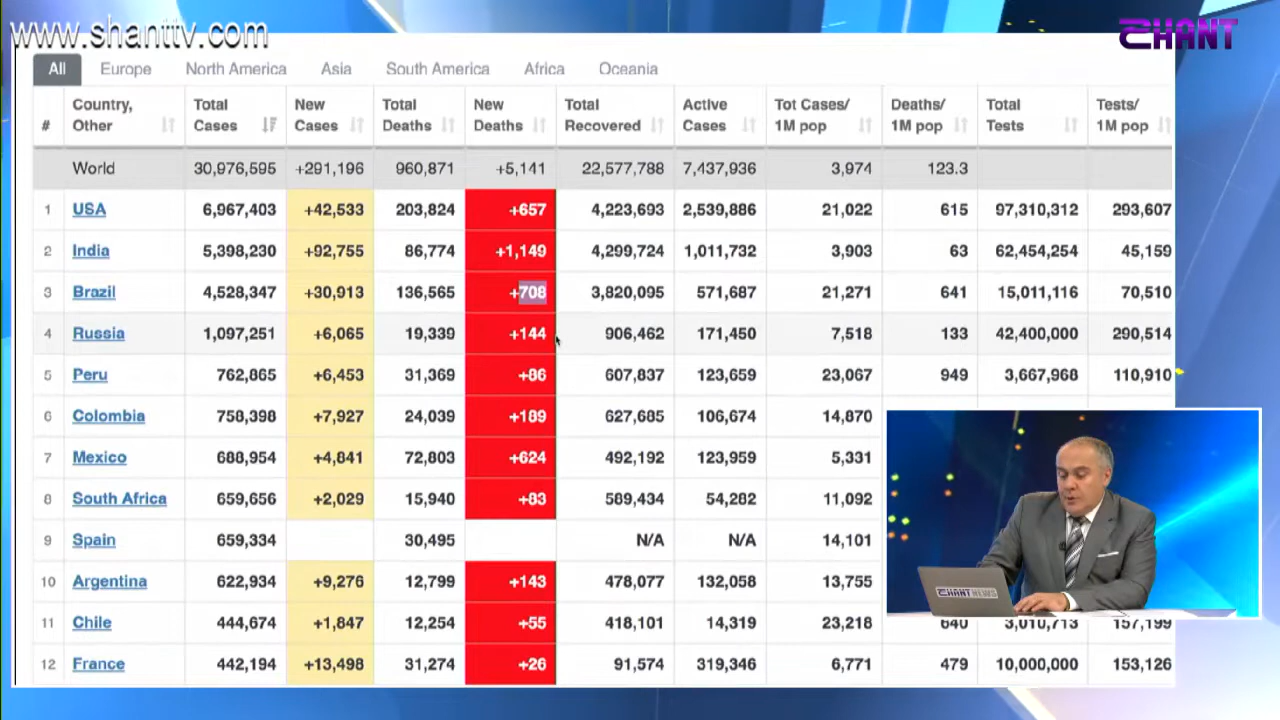 www.shanttv.com
SHANT
All Europe North America Asia South America Africa Oceania
# Country, Other Total Cases New Cases Total Deaths New Deaths Total Recovered Active Cases Tot Cases/ 1M pop Deaths/ 1M pop Total Tests Tests/ 1M pop
World 30,976,595 +291,196 960,871 +5,141 22,577,788 7,437,936 3,974 123.3
1 USA 6,967,403 +42,533 203,824 +657 4,223,693 2,539,886 21,022 615 97,310,312 293,607
2 India 5,398,230 +92,755 86,774 +1,149 4,299,724 1,011,732 3,903 63 62,454,254 45,159
3 Brazil 4,528,347 +30,913 136,565 +708 3,820,095 571,687 21,271 641 15,011,116 70,510
4 Russia 1,097,251 +6,065 19,339 +144 906,462 171,450 7,518 133 42,400,000 290,514
5 Peru 762,865 +6,453 31,369 +86 607,837 123,659 23,067 949 3,667,968 110,910
6 Colombia 758,398 +7,927 24,039 +189 627,685 106,674 14,870
7 Mexico 688,954 +4,841 72,803 +624 492,192 123,959 5,331
8 South Africa 659,656 +2,029 15,940 +83 589,434 54,282 11,092
9 Spain 659,334 30,495 N/A N/A 14,101
10 Argentina 622,934 +9,276 12,799 +143 478,077 132,058 13,755
11 Chile 444,674 +1,847 12,254 +55 418,101 14,319 23,218 640 3,010,713 157,199
12 France 442,194 +13,498 31,274 +26 91,574 319,346 6,771 479 10,000,000 153,126
SHANT NEWS